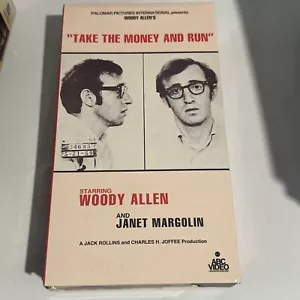 PALOMAR PICTURES INTERNATIONAL presents
WOODY ALLEN'S
"TAKE THE MONEY AND RUN"
STARRING
WOODY ALLEN
AND
JANET MARGOLIN
A JACK ROLLINS and CHARLES H. JOFFEE Production
ABC
VIDEO